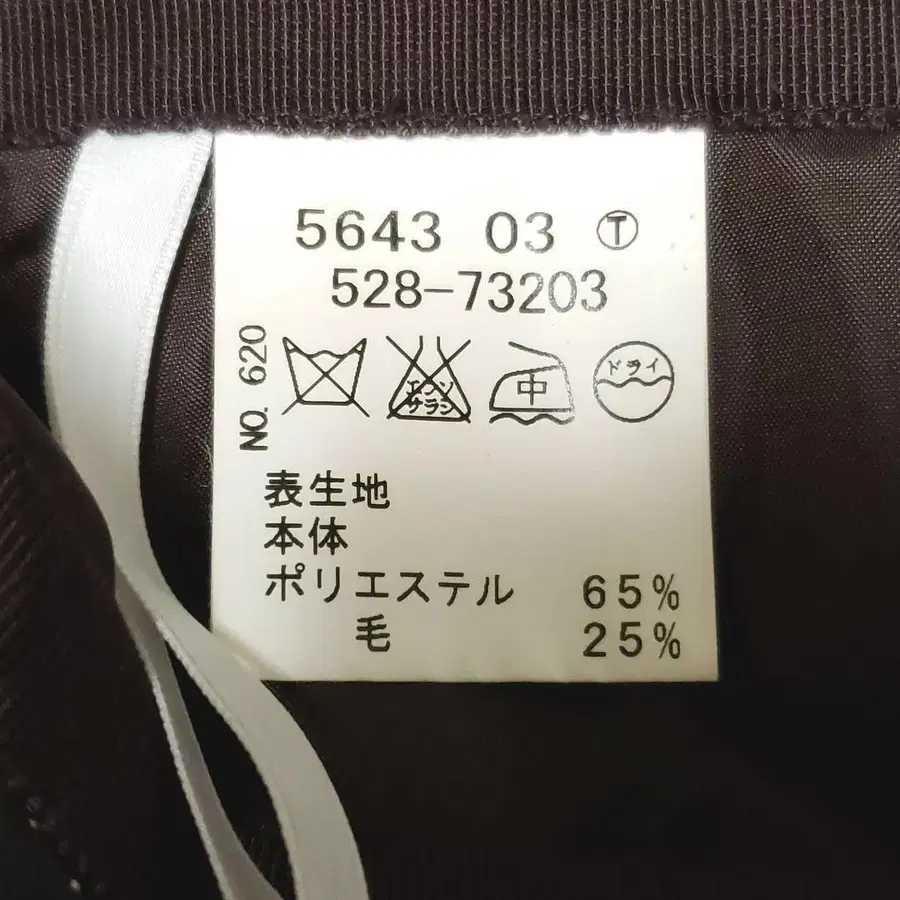 5643 03 Ⓣ
528-73203
NO. 620
エンソ
サラシ
中
ドライ
表生地
本体
ポリエステル 65%
毛 25%